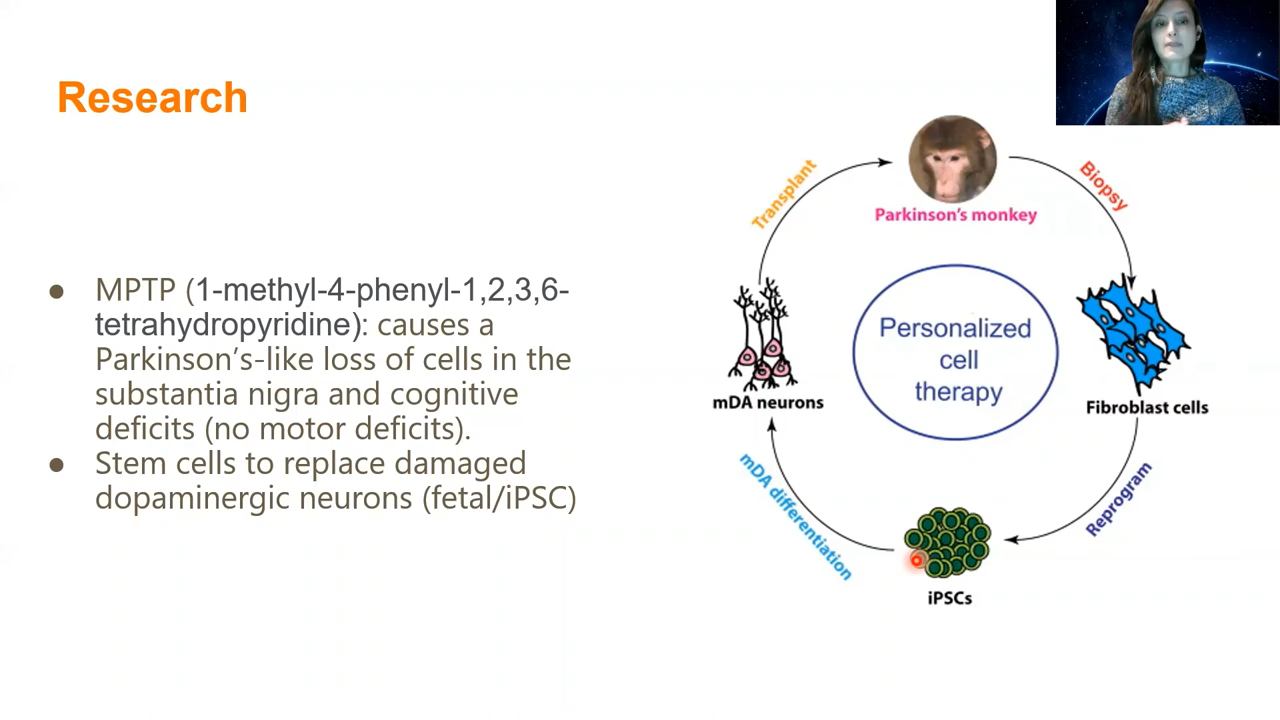 Research
● MPTP (1-methyl-4-phenyl-1,2,3,6-
tetrahydropyridine): causes a
Parkinson’s-like loss of cells in the
substantia nigra and cognitive
deficits (no motor deficits).
● Stem cells to replace damaged
dopaminergic neurons (fetal/iPSC)
Parkinson’s monkey
Biopsy
Fibroblast cells
Reprogram
iPSCs
mDA differentiation
mDA neurons
Transplant
Personalized
cell
therapy